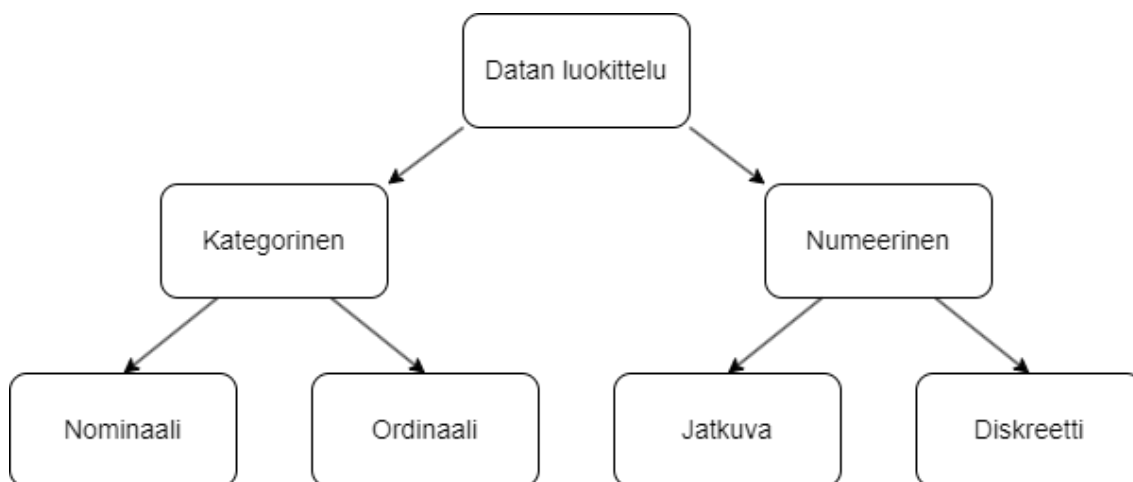 Datan luokittelu
Kategorinen
Numeerinen
Nominaali
Ordinaali
Jatkuva
Diskreetti